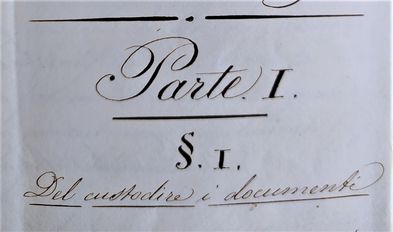 Parte. I.
§. I.
Del custodire i documenti